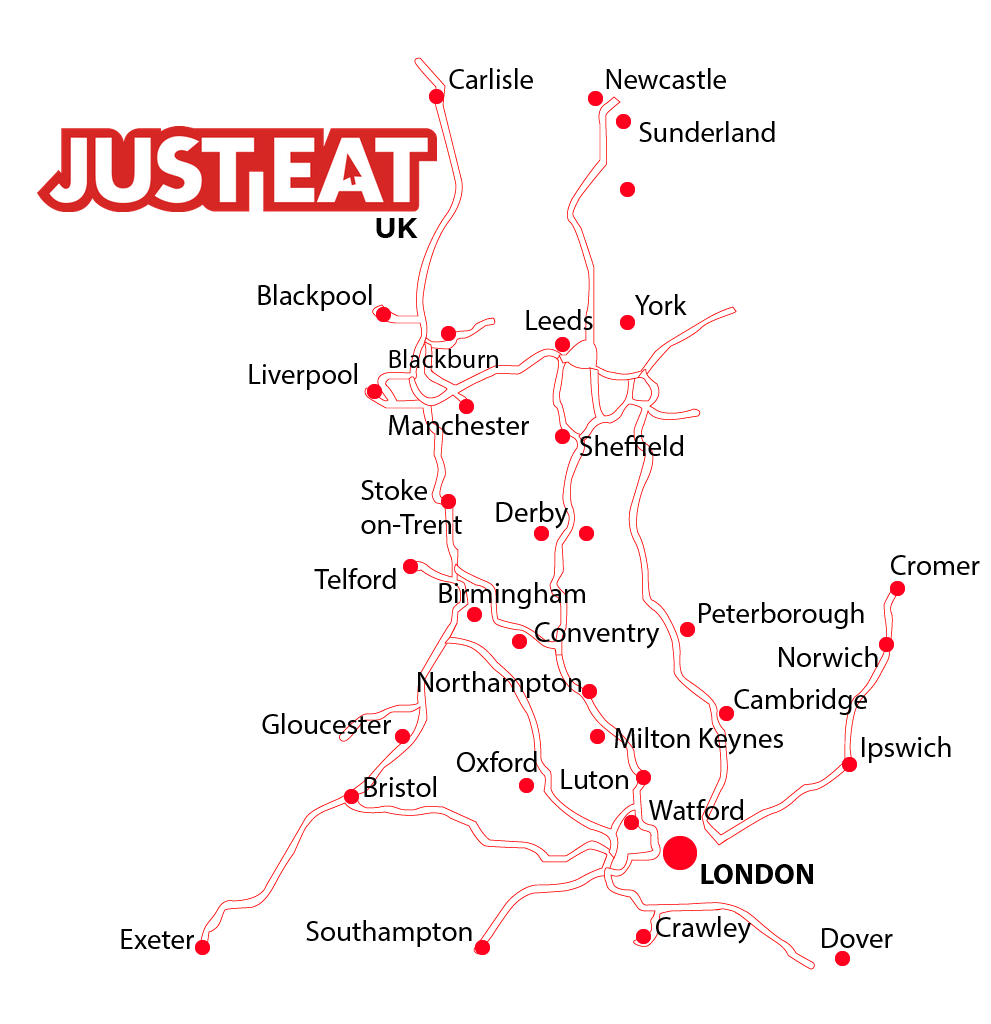 Carlisle
Newcastle
Sunderland
JUST EAT
UK
Blackpool
York
Leeds
Blackburn
Liverpool
Manchester
Sheffield
Stoke
on-Trent
Derby
Cromer
Telford
Birmingham
Peterborough
Conventry
Norwich
Northampton
Cambridge
Gloucester
Milton Keynes
Ipswich
Oxford
Luton
Bristol
Watford
LONDON
Crawley
Southampton
Exeter
Dover